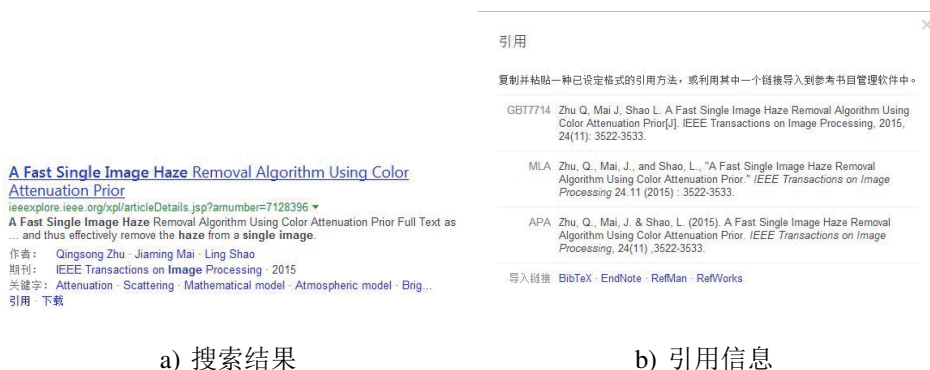 A Fast Single Image Haze Removal Algorithm Using Color
Attenuation Prior
ieeexplore.ieee.org/xpl/articleDetails.jsp?arnumber=7128396 ▾
A Fast Single Image Haze Removal Algorithm Using Color Attenuation Prior Full Text as
... and thus effectively remove the haze from a single image.
作者： Qingsong Zhu · Jiaming Mai · Ling Shao
期刊： IEEE Transactions on Image Processing · 2015
关键字： Attenuation · Scattering · Mathematical model · Atmospheric model · Brig...
引用 · 下载
a) 搜索结果
×
引用
复制并粘贴一种已设定格式的引用方法，或利用其中一个链接导入到参考书目管理软件中。
GBT7714 Zhu Q, Mai J, Shao L. A Fast Single Image Haze Removal Algorithm Using
Color Attenuation Prior[J]. IEEE Transactions on Image Processing, 2015,
24(11): 3522-3533.
MLA Zhu, Q., Mai, J., and Shao, L., "A Fast Single Image Haze Removal
Algorithm Using Color Attenuation Prior." IEEE Transactions on Image
Processing 24.11 (2015) : 3522-3533.
APA Zhu, Q., Mai, J. & Shao, L. (2015). A Fast Single Image Haze Removal
Algorithm Using Color Attenuation Prior. IEEE Transactions on Image
Processing, 24(11) ,3522-3533.
导入链接 BibTeX · EndNote · RefMan · RefWorks
b) 引用信息